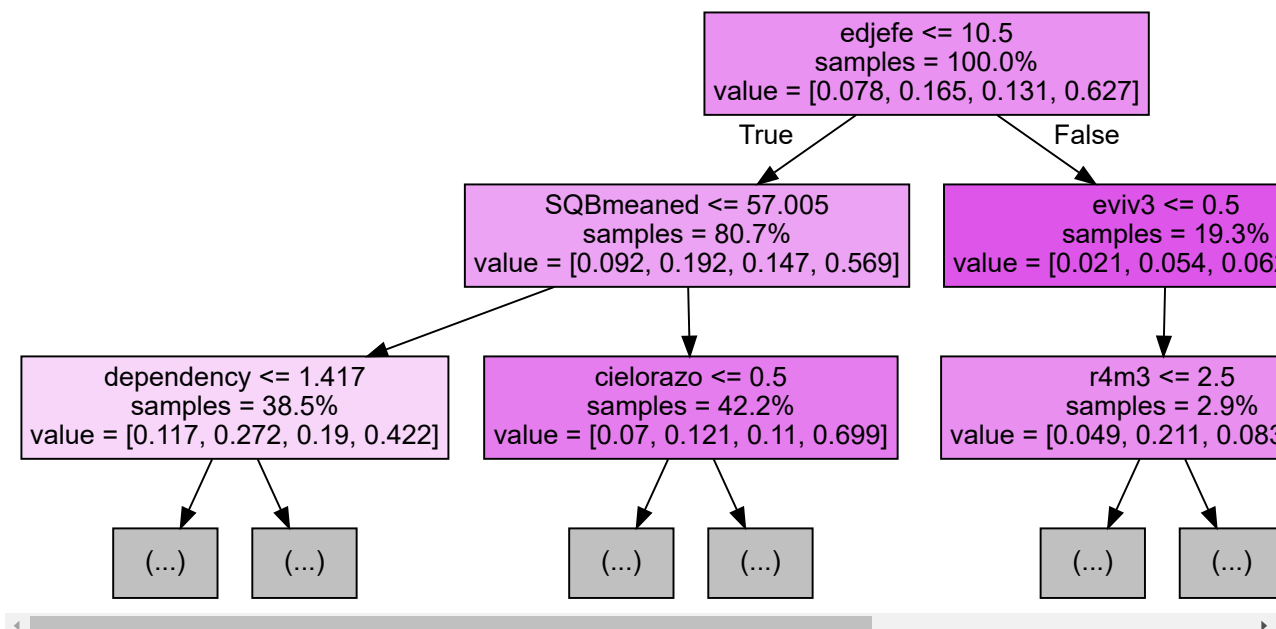 edjefe <= 10.5
samples = 100.0%
value = [0.078, 0.165, 0.131, 0.627]
True
False
SQBmeaned <= 57.005
samples = 80.7%
value = [0.092, 0.192, 0.147, 0.569]
eviv3 <= 0.5
samples = 19.3%
value = [0.021, 0.054,
dependency <= 1.417
samples = 38.5%
value = [0.117, 0.272, 0.19, 0.422]
cielorazo <= 0.5
samples = 42.2%
value = [0.07, 0.121, 0.11, 0.699]
r4m3 <= 2.5
samples = 2.9%
value = [0.049, 0.211, 0.083
(...)
(...)
(...)
(...)
(...)
(...)